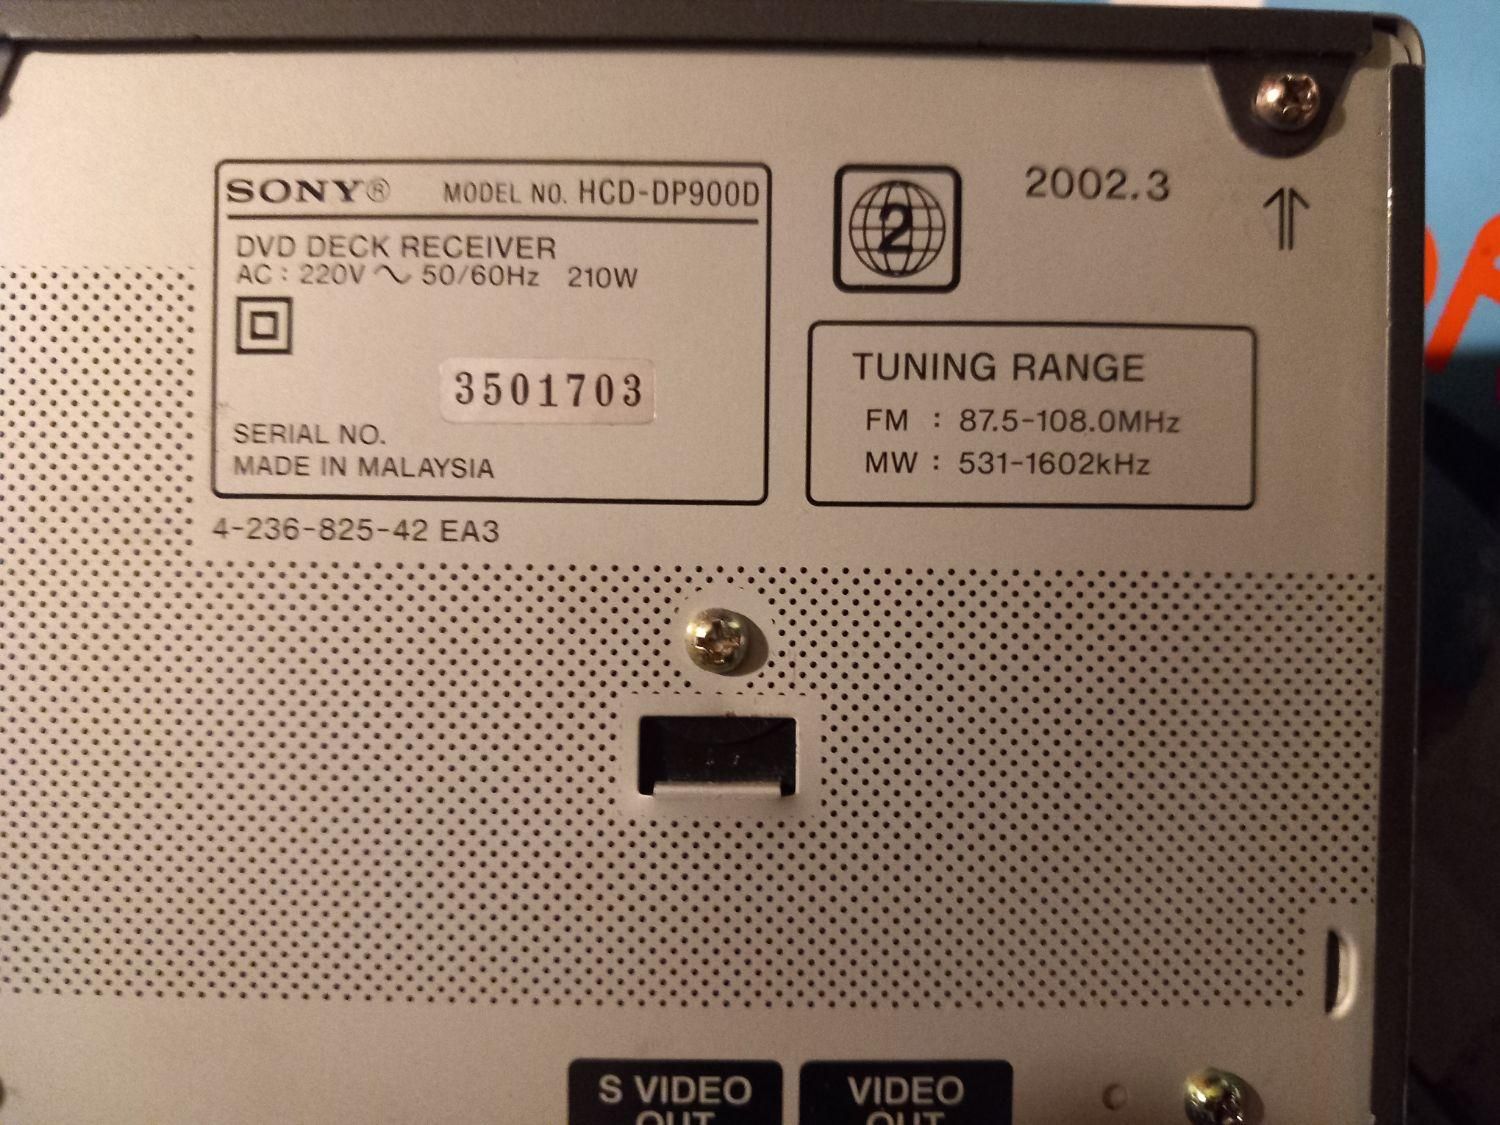 SONY® MODEL NO. HCD-DP900D
DVD DECK RECEIVER
AC : 220V ~ 50/60Hz 210W
3501703
SERIAL NO.
MADE IN MALAYSIA
4-236-825-42 EA3
2
2002.3
TUNING RANGE
FM : 87.5-108.0MHz
MW : 531-1602kHz
S VIDEO
OUT
VIDEO
OUT